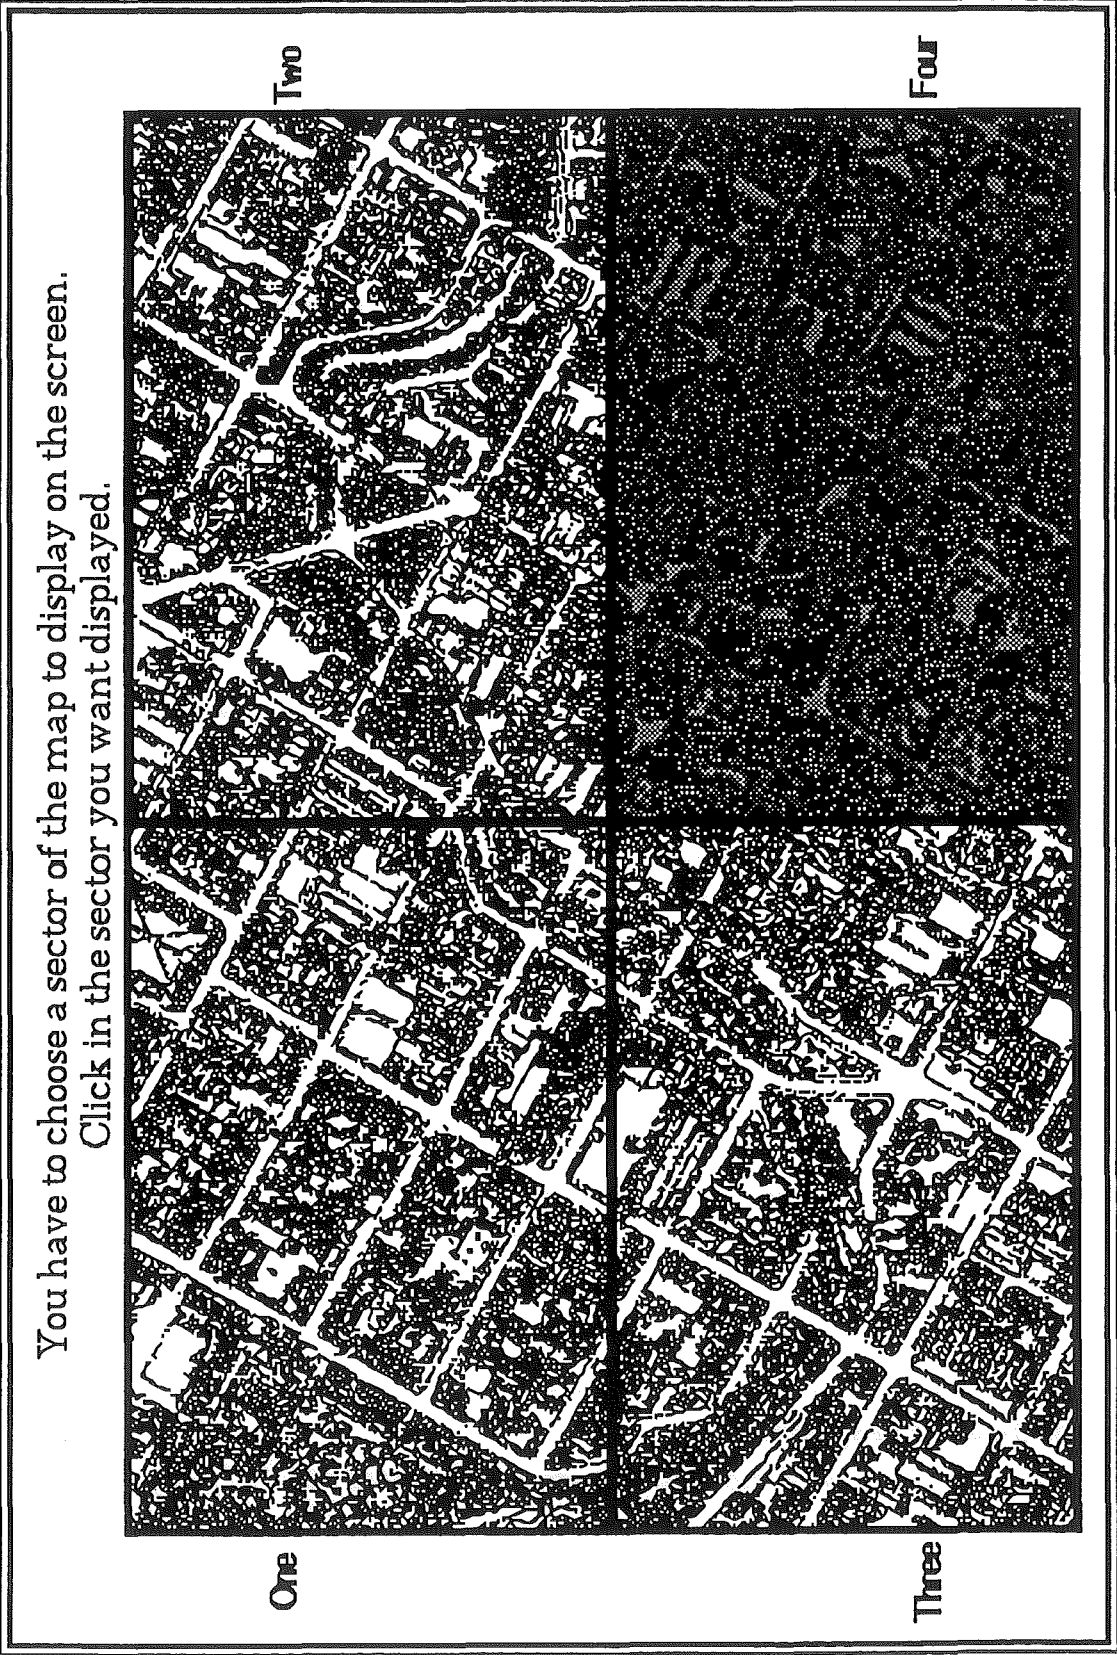 You have to choose a sector of the map to display on the screen.
Click in the sector you want displayed.
One
Two
Three
Four